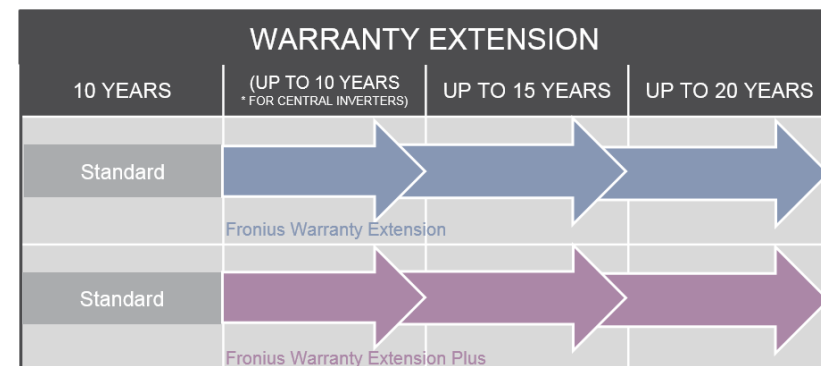 WARRANTY EXTENSION
10 YEARS
(UP TO 10 YEARS
* FOR CENTRAL INVERTERS)
UP TO 15 YEARS
UP TO 20 YEARS
Standard
Fronius Warranty Extension
Standard
Fronius Warranty Extension Plus